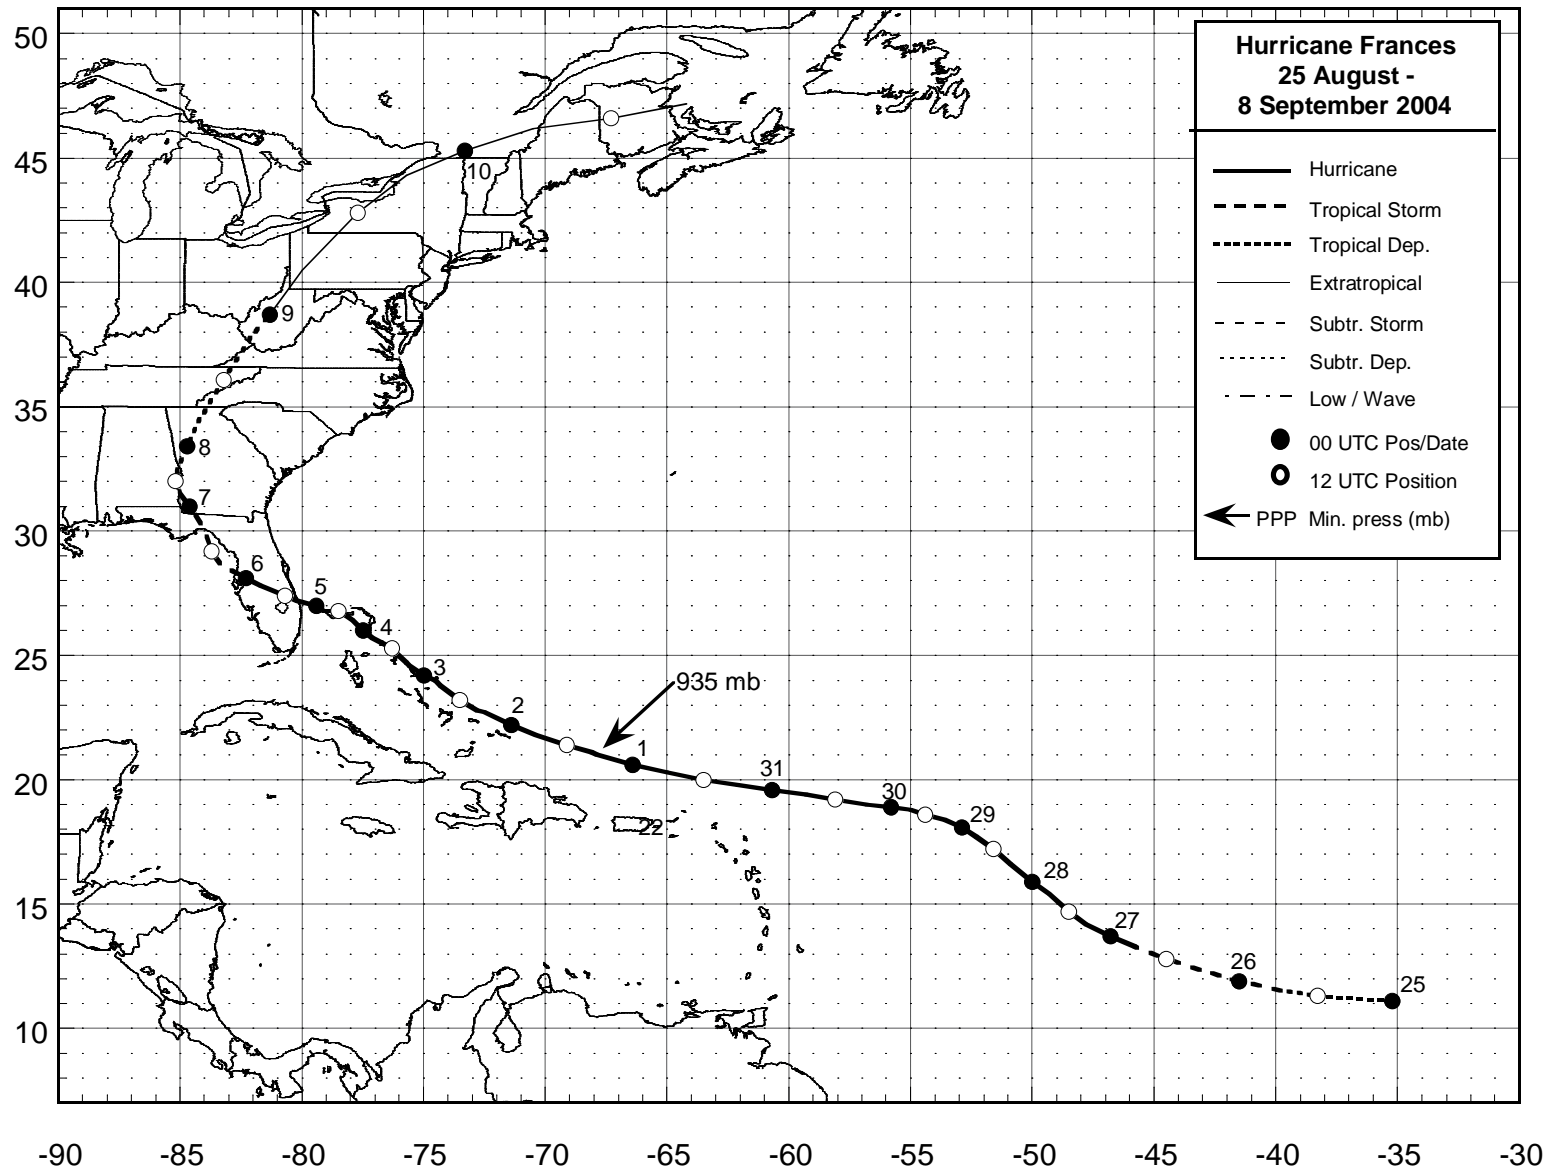 Hurricane Frances
25 August -
8 September 2004
Hurricane
Tropical Storm
Tropical Dep.
Extratropical
Subtr. Storm
Subtr. Dep.
Low / Wave
00 UTC Pos/Date
12 UTC Position
PPP Min. press (mb)
50
45
40
35
30
25
20
15
10
10
9
8
7
6
5
4
3
935 mb
2
1
31
30
29
22
28
27
26
25
-90 -85 -80 -75 -70 -65 -60 -55 -50 -45 -40 -35 -30